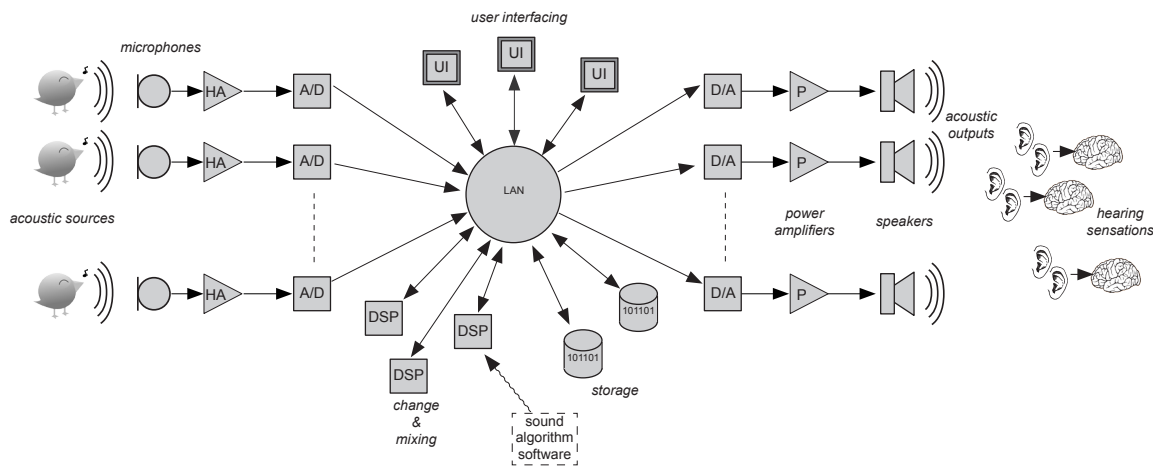 user interfacing
microphones
UI
UI
UI
HA
A/D
D/A
P
acoustic
outputs
HA
A/D
D/A
P
LAN
acoustic sources
power
amplifiers
speakers
hearing
sensations
HA
A/D
D/A
P
DSP
DSP
DSP
101101
101101
change
&
mixing
storage
sound
algorithm
software